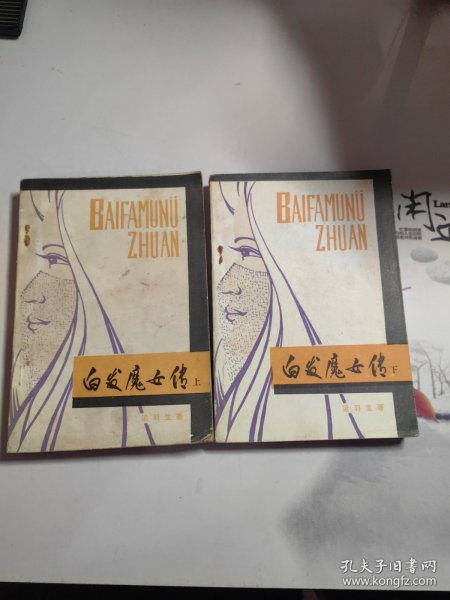 BAIFAMUNÜ
ZHUAN
白发魔女传 上
梁羽生著
BAIFAMUNÜ
ZHUAN
白发魔女传 下
梁羽生著
Lan
孔夫子旧书网
www.kongfz.com